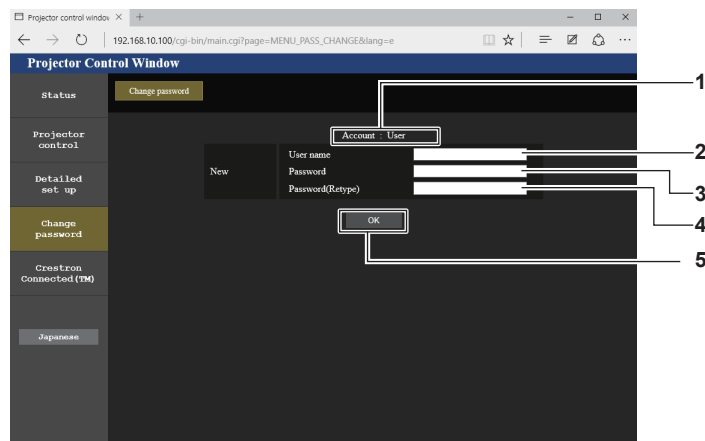 Projector control windov
192.168.10.100/cgi-bin/main.cgi?page=MENU_PASS_CHANGE&lang=e
Projector Control Window
Status
Change password
1
Account : User
Projector
control
User name
2
New
Password
3
Password(Retype)
4
Detailed
set up
OK
5
Change
password
Crestron
Connected(TM)
Japanese